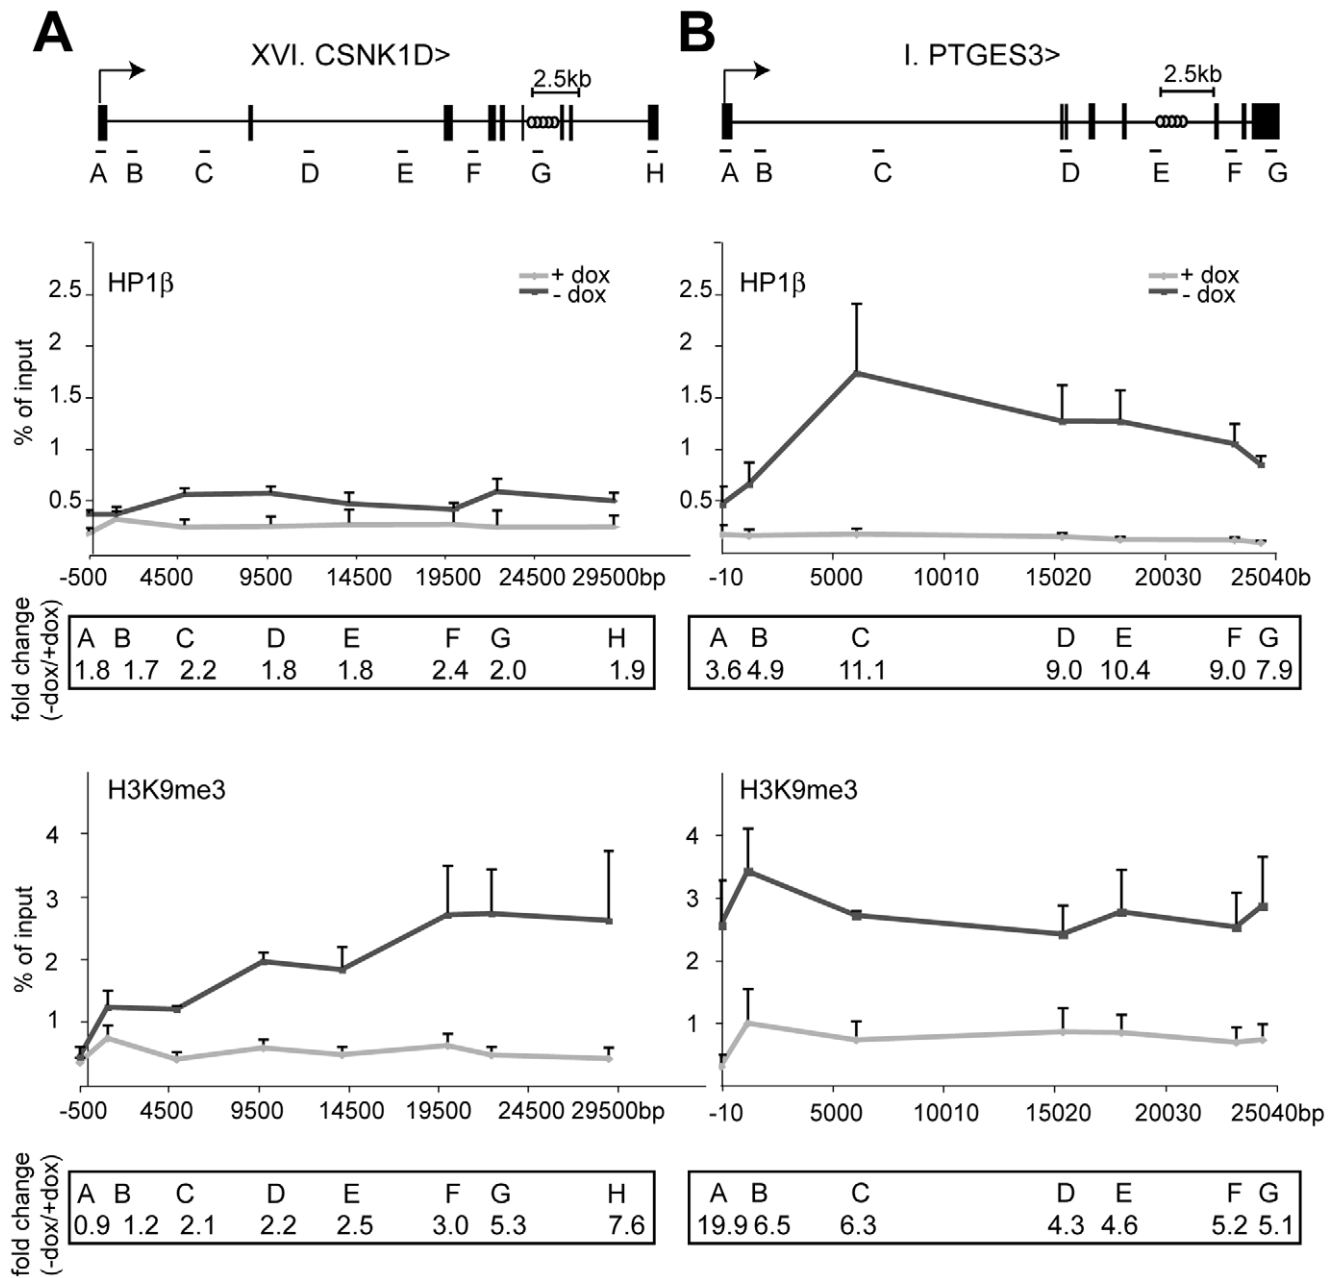 A
XVI. CSNK1D>
2.5kb
A B C D E F G H
HP1β
+ dox
- dox
% of input
2.5
2
1.5
1
0.5
-500 4500 9500 14500 19500 24500 29500bp
fold change
(-dox/+dox)
A B C D E F G H
1.8 1.7 2.2 1.8 1.8 2.4 2.0 1.9
H3K9me3
% of input
4
3
2
1
-500 4500 9500 14500 19500 24500 29500bp
fold change
(-dox/+dox)
A B C D E F G H
0.9 1.2 2.1 2.2 2.5 3.0 5.3 7.6
B
I. PTGES3>
2.5kb
A B C D E F G
HP1β
+ dox
- dox
2.5
2
1.5
1
0.5
-10 5000 10010 15020 20030 25040b
A B C D E F G
3.6 4.9 11.1 9.0 10.4 9.0 7.9
H3K9me3
4
3
2
1
-10 5000 10010 15020 20030 25040bp
A B C D E F G
19.9 6.5 6.3 4.3 4.6 5.2 5.1